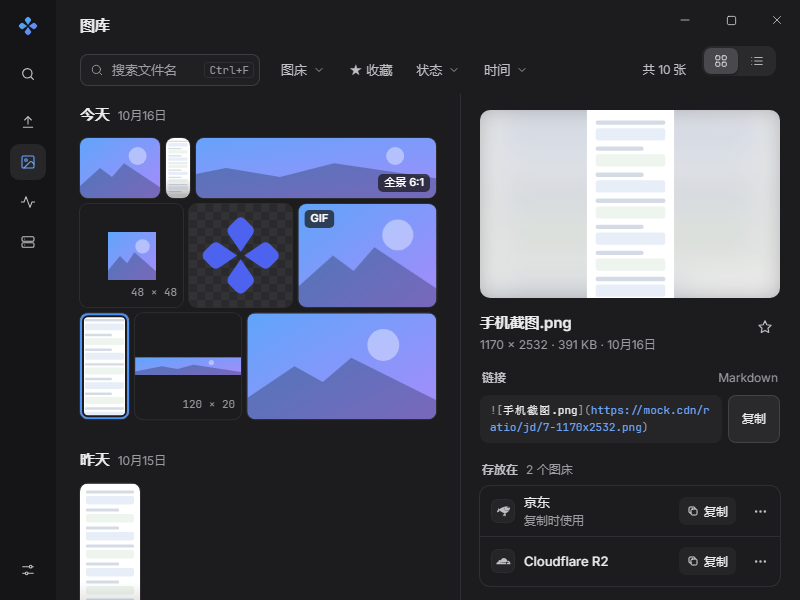 图库
搜索文件名 Ctrl+F
图床
★ 收藏
状态
时间
共 10 张
今天 10月16日
全景 6:1
48 × 48
GIF
120 × 20
昨天 10月15日
手机截图.png
1170 × 2532 · 391 KB · 10月16日
链接
Markdown
![手机截图.png](https://mock.cdn/r
atio/jd/7-1170x2532.png)
复制
存放在 2 个图床
京东
复制时使用
复制
Cloudflare R2
复制